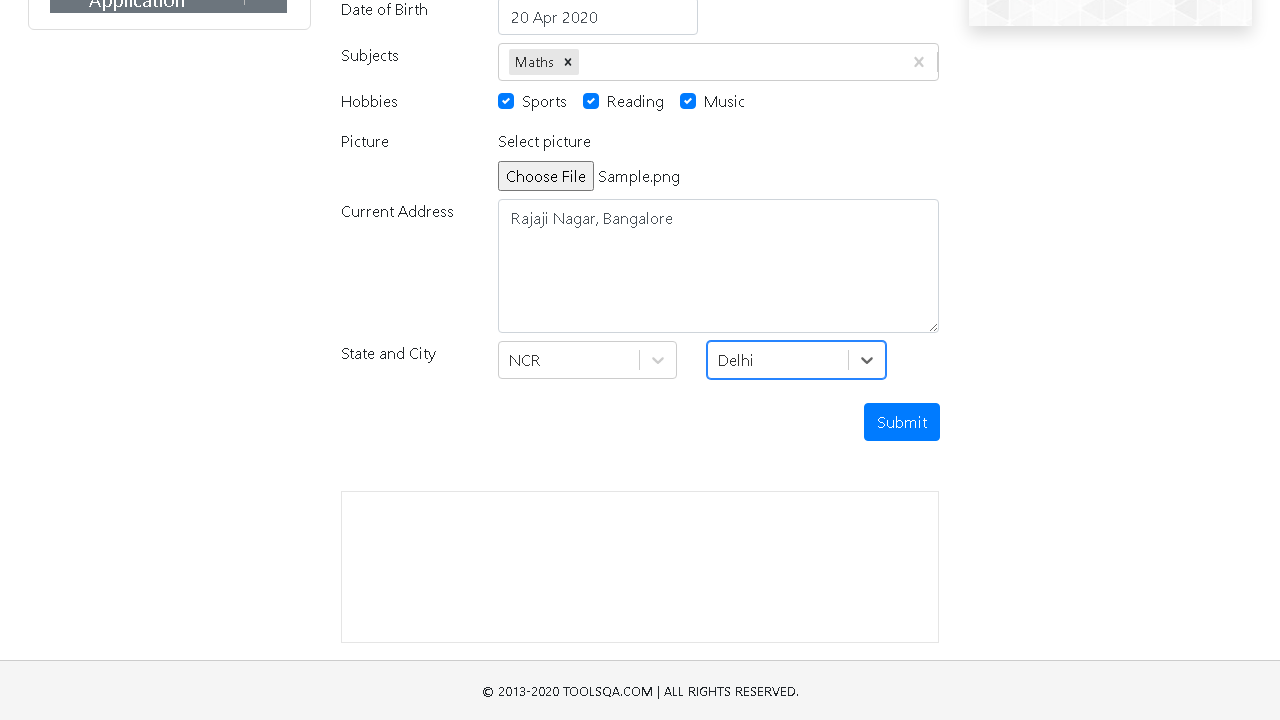 Application
Date of Birth
20 Apr 2020
Subjects
Maths
Hobbies
Sports
Reading
Music
Picture
Select picture
Choose File Sample.png
Current Address
Rajaji Nagar, Bangalore
State and City
NCR
Delhi
Submit
© 2013-2020 TOOLSQA.COM | ALL RIGHTS RESERVED.